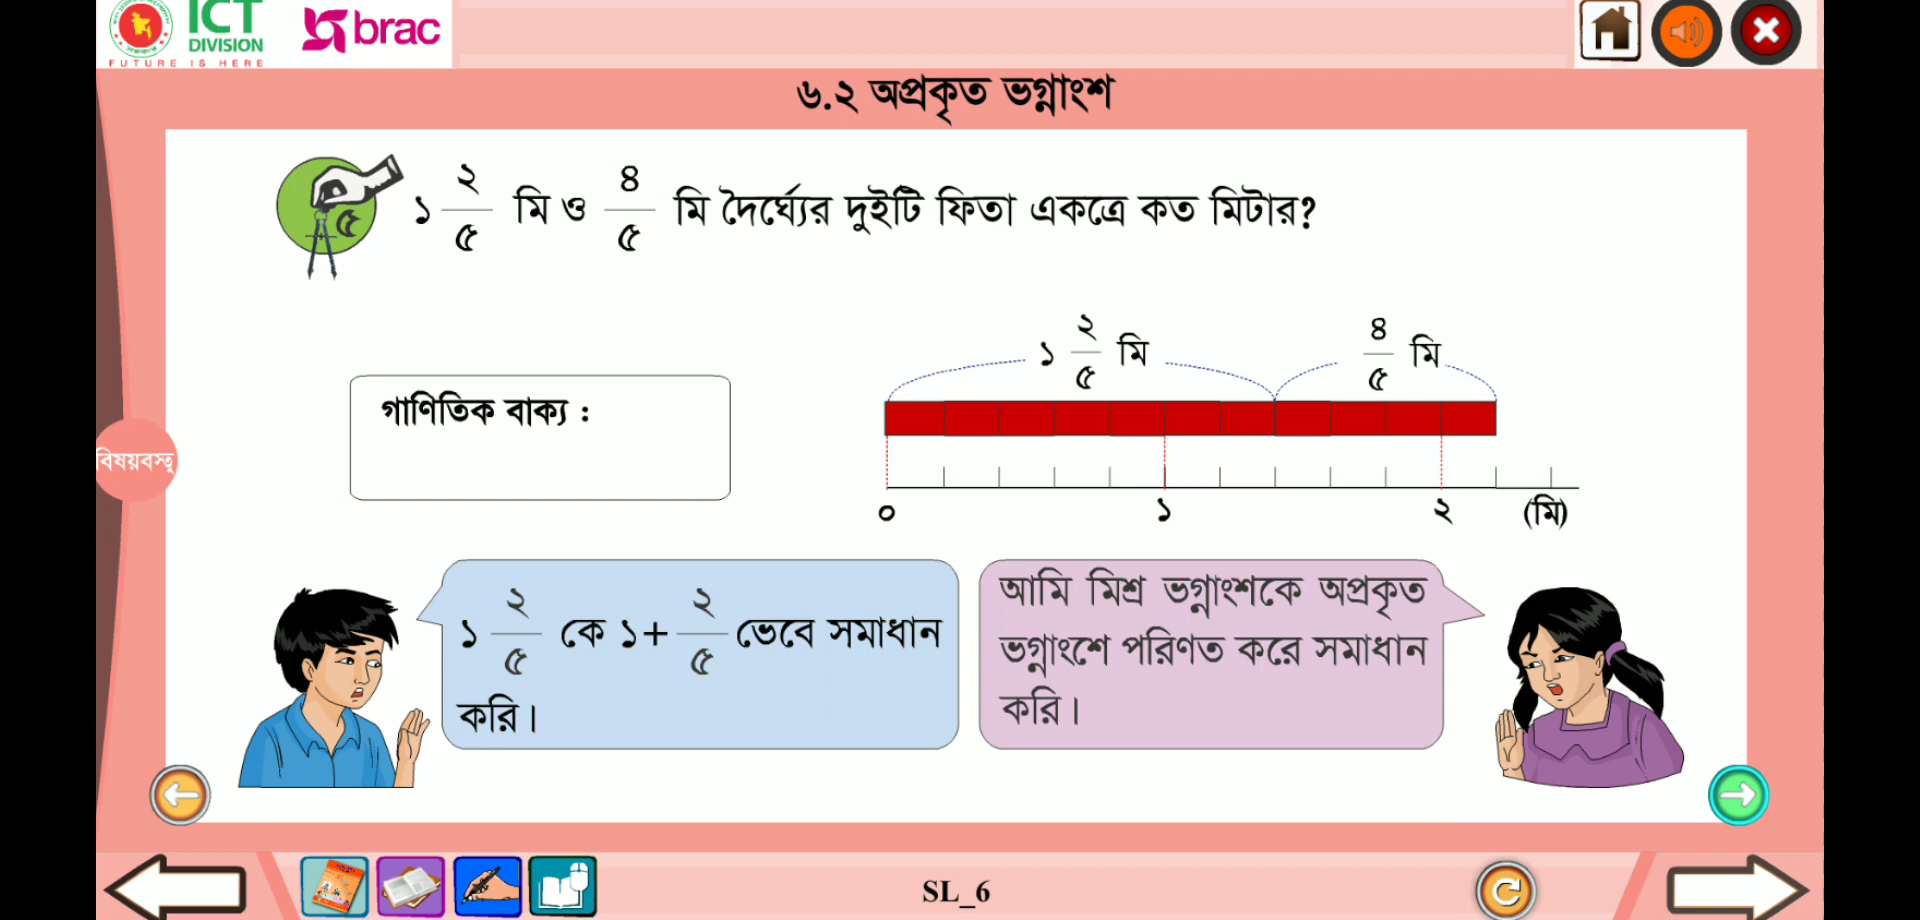 ICT
DIVISION
FUTURE IS HERE
brac
৬.২ অপ্রকৃত ভগ্নাংশ
৫
১ ২/৫ মি ও ৪/৫ মি দৈর্ঘ্যের দুইটি ফিতা একত্রে কত মিটার?
১ ২/৫ মি ৪/৫ মি
গাণিতিক বাক্য :
০ ১ ২ (মি)
বিষয়বস্তু
১ ২/৫ কে ১+ ২/৫ ভেবে সমাধান
করি।
আমি মিশ্র ভগ্নাংশকে অপ্রকৃত
ভগ্নাংশে পরিণত করে সমাধান
করি।
SL_6